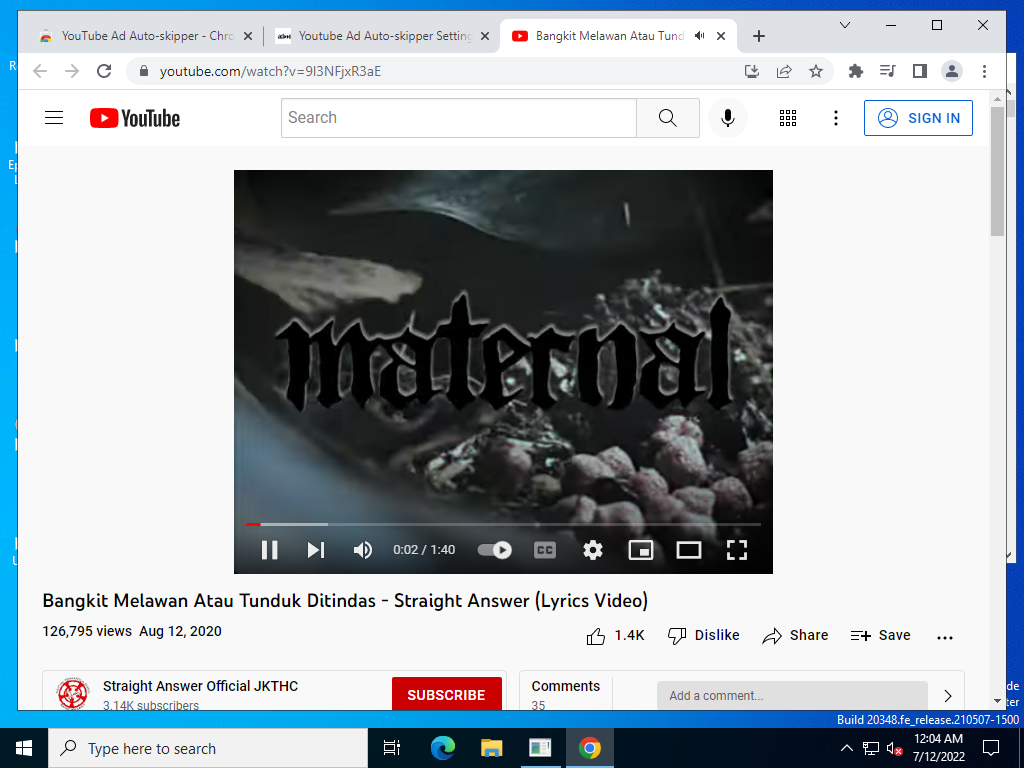 YouTube Ad Auto-skipper - Chro
Youtube Ad Auto-skipper Setting
Bangkit Melawan Atau Tund
youtube.com/watch?v=9I3NFjxR3aE
YouTube
Search
SIGN IN
maternal
0:02 / 1:40
CC
Bangkit Melawan Atau Tunduk Ditindas - Straight Answer (Lyrics Video)
126,795 views Aug 12, 2020
1.4K
Dislike
Share
Save
Straight Answer Official JKTHC
3.14K subscribers
SUBSCRIBE
Comments
35
Add a comment...
Build 20348.fe_release.210507-1500
Type here to search
12:04 AM
7/12/2022